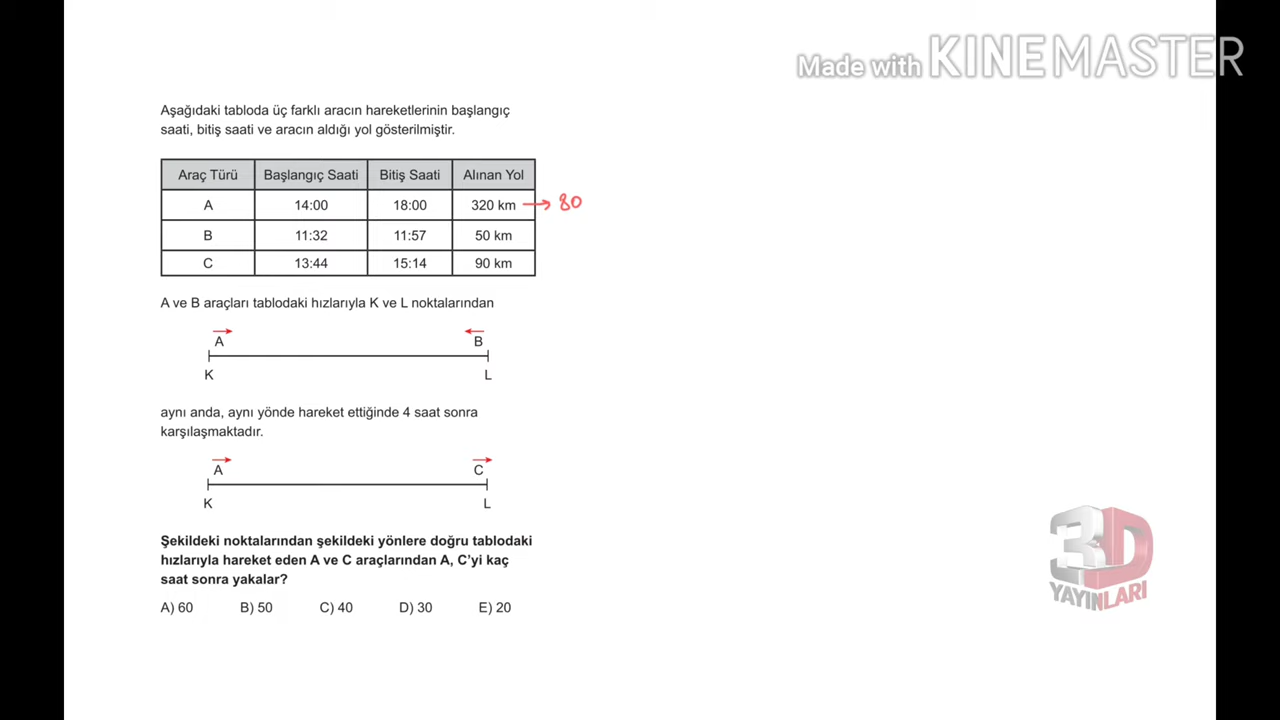 Made with KINEMASTER
Aşağıdaki tabloda üç farklı aracın hareketlerinin başlangıç
saati, bitiş saati ve aracın aldığı yol gösterilmiştir.
Araç Türü Başlangıç Saati Bitiş Saati Alınan Yol
A 14:00 18:00 320 km → 80
B 11:32 11:57 50 km
C 13:44 15:14 90 km
A ve B araçları tablodaki hızlarıyla K ve L noktalarından
A B
K L
aynı anda, aynı yönde hareket ettiğinde 4 saat sonra
karşılaşmaktadır.
A C
K L
Şekildeki noktalarından şekildeki yönlere doğru tablodaki
hızlarıyla hareket eden A ve C araçlarından A, C'yi kaç
saat sonra yakalar?
A) 60 B) 50 C) 40 D) 30 E) 20
3D
YAYINLARI